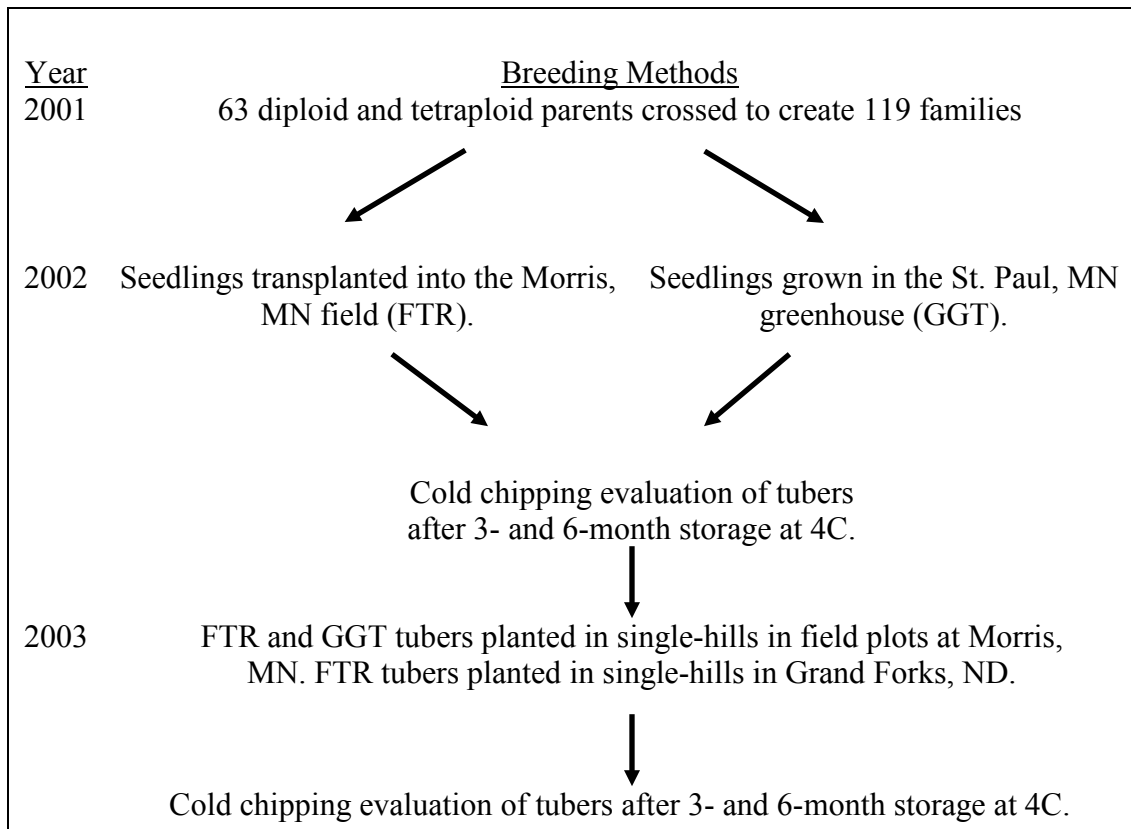 Year Breeding Methods
2001 63 diploid and tetraploid parents crossed to create 119 families
2002 Seedlings transplanted into the Morris,
MN field (FTR).
Seedlings grown in the St. Paul, MN
greenhouse (GGT).
Cold chipping evaluation of tubers
after 3- and 6-month storage at 4C.
2003 FTR and GGT tubers planted in single-hills in field plots at Morris,
MN. FTR tubers planted in single-hills in Grand Forks, ND.
Cold chipping evaluation of tubers after 3- and 6-month storage at 4C.